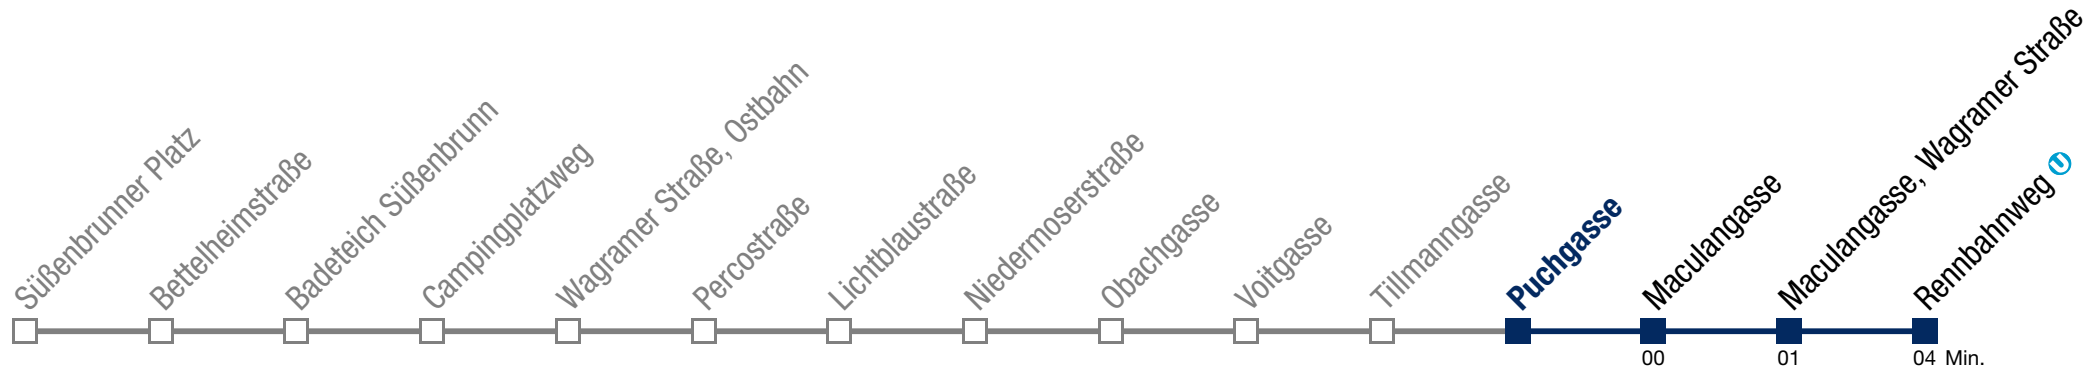 Süßenbrunner Platz
Bettelheimstraße
Badeteich Süßenbrunn
Campingplatzweg
Wagramer Straße, Ostbahn
Percostraße
Lichtblaustraße
Niedermoserstraße
Obachgasse
Voitgasse
Tillmanngasse
Puchgasse
Maculangasse
Maculangasse, Wagramer Straße
Rennbahnweg U
00 01 04 Min.